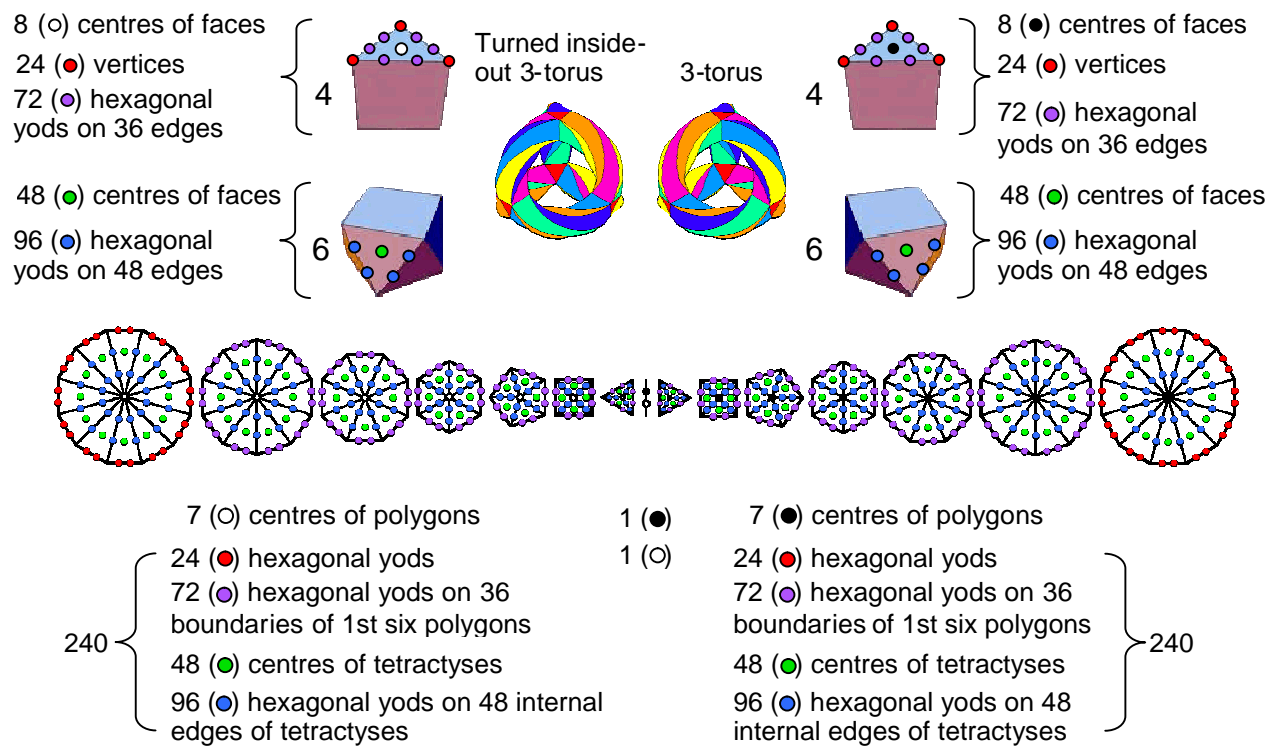 8 (○) centres of faces
24 (●) vertices
72 (●) hexagonal
yods on 36 edges
4
Turned inside-
out 3-torus
3-torus
4
8 (●) centres of faces
24 (●) vertices
72 (●) hexagonal
yods on 36 edges
48 (●) centres of faces
96 (●) hexagonal
yods on 48 edges
6
6
48 (●) centres of faces
96 (●) hexagonal
yods on 48 edges
7 (○) centres of polygons
1 (●)
7 (●) centres of polygons
1 (○)
240
24 (●) hexagonal yods
72 (●) hexagonal yods on 36
boundaries of 1st six polygons
48 (●) centres of tetractyses
96 (●) hexagonal yods on 48 internal
edges of tetractyses
24 (●) hexagonal yods
72 (●) hexagonal yods on 36
boundaries of 1st six polygons
48 (●) centres of tetractyses
96 (●) hexagonal yods on 48
internal edges of tetractyses
240